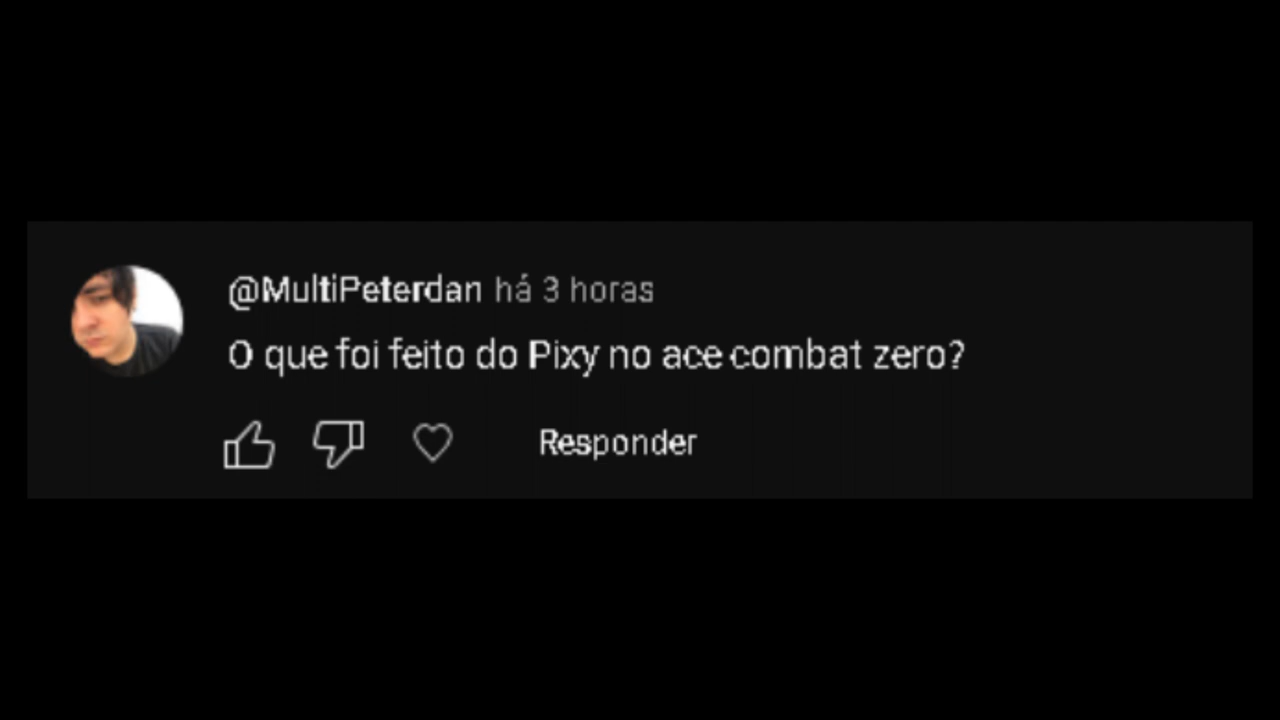 @MultiPeterdan há 3 horas
O que foi feito do Pixy no ace combat zero?
Responder